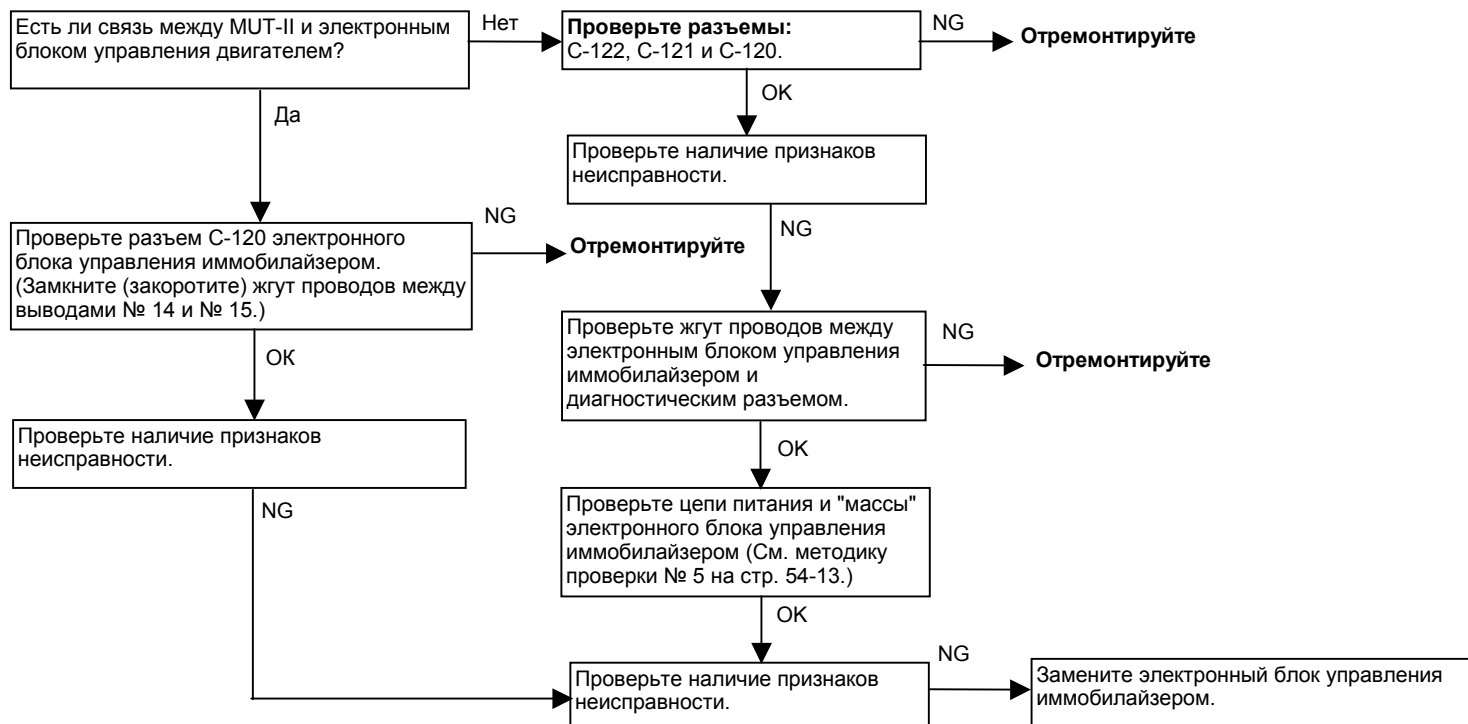 Есть ли связь между MUT-II и электронным
блоком управления двигателем?
Нет
Проверьте разъемы:
С-122, С-121 и С-120.
NG
Отремонтируйте
Да
OK
Проверьте наличие признаков
неисправности.
NG
Проверьте разъем С-120 электронного
блока управления иммобилайзером.
(Замкните (закоротите) жгут проводов между
выводами № 14 и № 15.)
NG
Отремонтируйте
ОК
Проверьте жгут проводов между
электронным блоком управления
иммобилайзером и
диагностическим разъемом.
NG
Отремонтируйте
Проверьте наличие признаков
неисправности.
OK
NG
Проверьте цепи питания и "массы"
электронного блока управления
иммобилайзером (См. методику
проверки № 5 на стр. 54-13.)
OK
Проверьте наличие признаков
неисправности.
NG
Замените электронный блок управления
иммобилайзером.